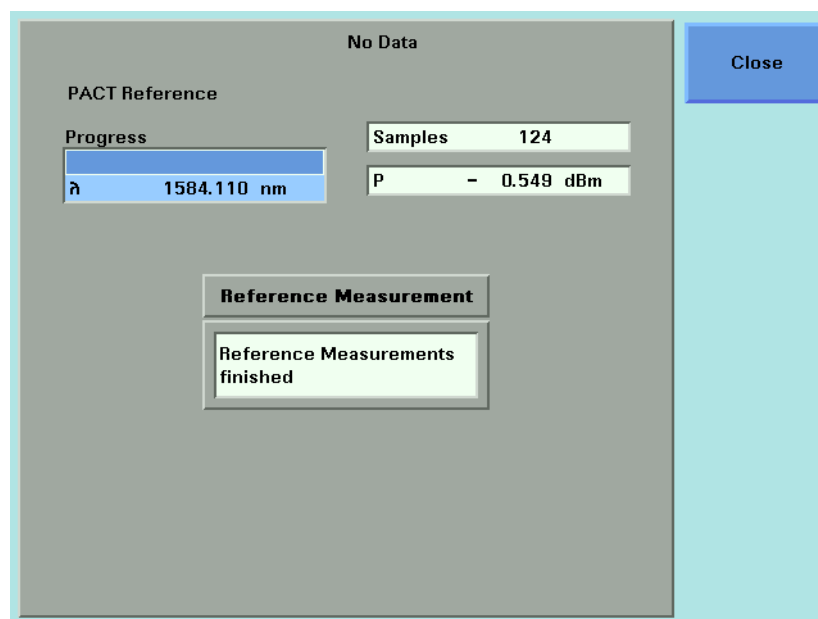 No Data
Close
PACT Reference
Progress
λ 1584.110 nm
Samples 124
P - 0.549 dBm
Reference Measurement
Reference Measurements
finished